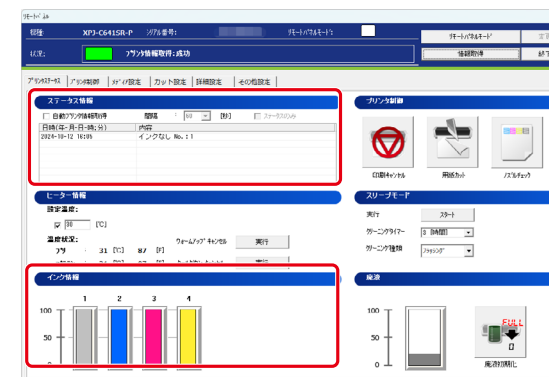 リモートパネル
機種: XPJ-C641SR-P シリアル番号: リモートパネルモード: リモートパネルモード
状況: プリンタ情報取得:成功 情報取得 終了
プリンタステータス プリンタ制御 メディア設定 カット設定 詳細設定 その他設定
ステータス情報 プリンタ制御
自動プリンタ情報取得 間隔 : 60 [秒] ステータスのみ
日時(年-月-日-時:分) 内容
2024-10-12 16:05 インクなし No.:1
印刷キャンセル 用紙カット ノズルチェック
ヒーター情報 スリープモード
設定温度:
[℃] 実行 スタート
温度状況: ウォームアップキャンセル 実行 クリーニングタイマー 8 [時間]
プリ : 31 [℃] 87 [F] クリーニング種類 フラッシング
インク情報 廃液
1 2 3 4
100 100 FULL
50 50 0
0 0 廃液初期化